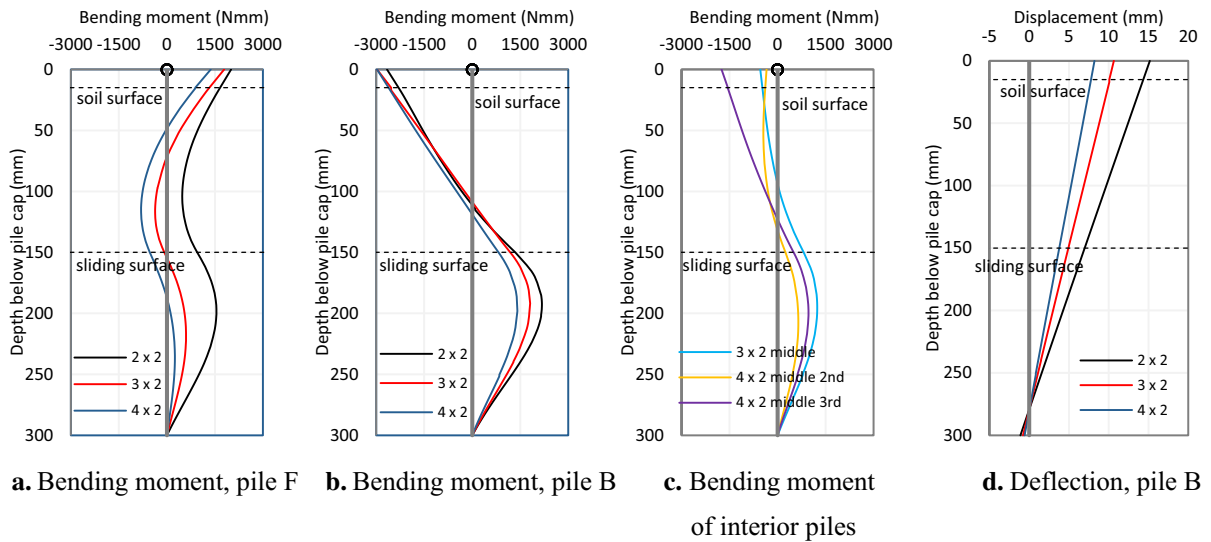 Bending moment (Nmm)
-3000 -1500 0 1500 3000
Depth below pile cap (mm)
0
50
100
150
200
250
300
soil surface
sliding surface
2 x 2
3 x 2
4 x 2
a. Bending moment, pile F
Bending moment (Nmm)
-3000 -1500 0 1500 3000
Depth below pile cap (mm)
0
50
100
150
200
250
300
soil surface
sliding surface
2 x 2
3 x 2
4 x 2
b. Bending moment, pile B
Bending moment (Nmm)
-3000 -1500 0 1500 3000
Depth below pile cap (mm)
0
50
100
150
200
250
300
soil surface
sliding surface
3 x 2 middle
4 x 2 middle 2nd
4 x 2 middle 3rd
c. Bending moment
of interior piles
Displacement (mm)
-5 0 5 10 15 20
Depth below pile cap (mm)
0
50
100
150
200
250
300
soil surface
sliding surface
2 x 2
3 x 2
4 x 2
d. Deflection, pile B